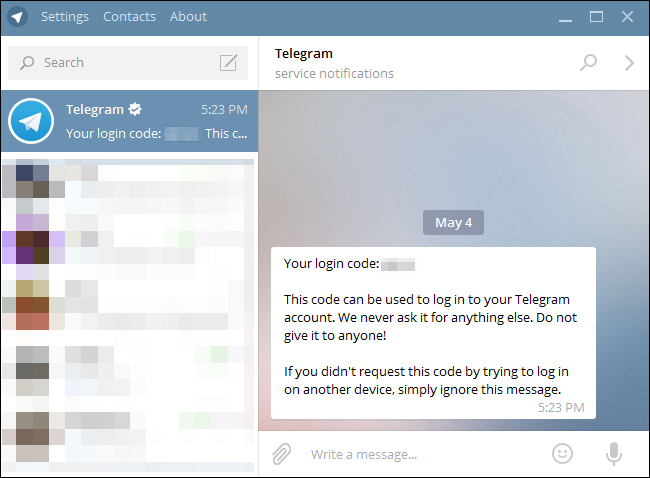 Settings Contacts About
Search
Telegram
5:23 PM
Your login code: This c...
Telegram
service notifications
May 4
Your login code:
This code can be used to log in to your Telegram
account. We never ask it for anything else. Do not
give it to anyone!
If you didn't request this code by trying to log in
on another device, simply ignore this message.
5:23 PM
Write a message...